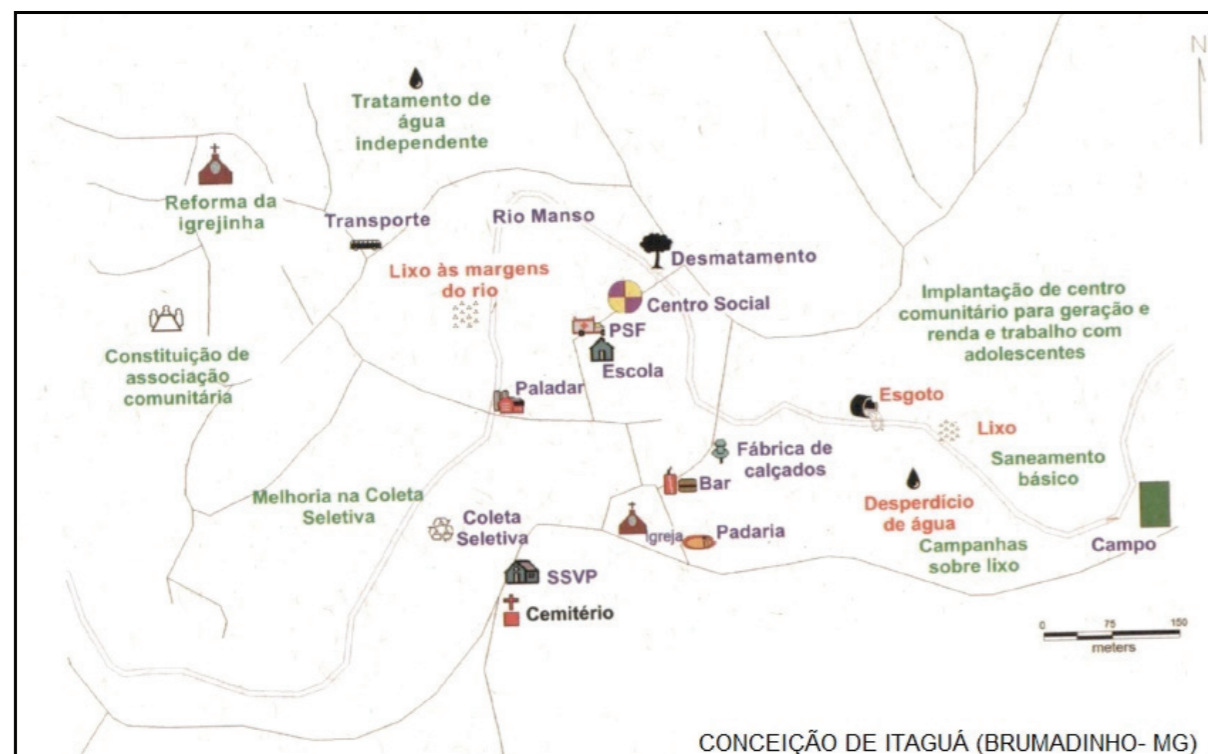 N
Tratamento de
água
independente
Reforma da
igrejinha
Transporte
Rio Manso
Desmatamento
Lixo às margens
do rio
Centro Social
Implantação de centro
comunitário para geração e
renda e trabalho com
adolescentes
PSF
Constituição de
associação
comunitária
Escola
Paladar
Esgoto
Lixo
Fábrica de
calçados
Saneamento
básico
Bar
Melhoria na Coleta
Seletiva
Desperdício
de água
Coleta
Seletiva
Igreja
Padaria
Campanhas
sobre lixo
Campo
SSVP
Cemitério
0 75 150
meters
CONCEIÇÃO DE ITAGUÁ (BRUMADINHO- MG)